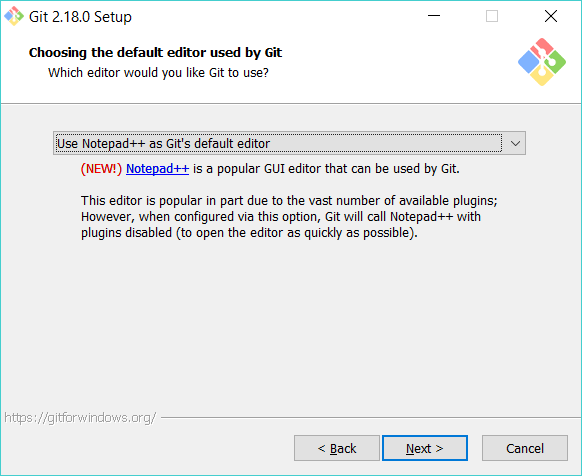 Git 2.18.0 Setup
Choosing the default editor used by Git
Which editor would you like Git to use?
Use Notepad++ as Git's default editor
(NEW!) Notepad++ is a popular GUI editor that can be used by Git.
This editor is popular in part due to the vast number of available plugins;
However, when configured via this option, Git will call Notepad++ with
plugins disabled (to open the editor as quickly as possible).
https://gitforwindows.org/
< Back
Next >
Cancel